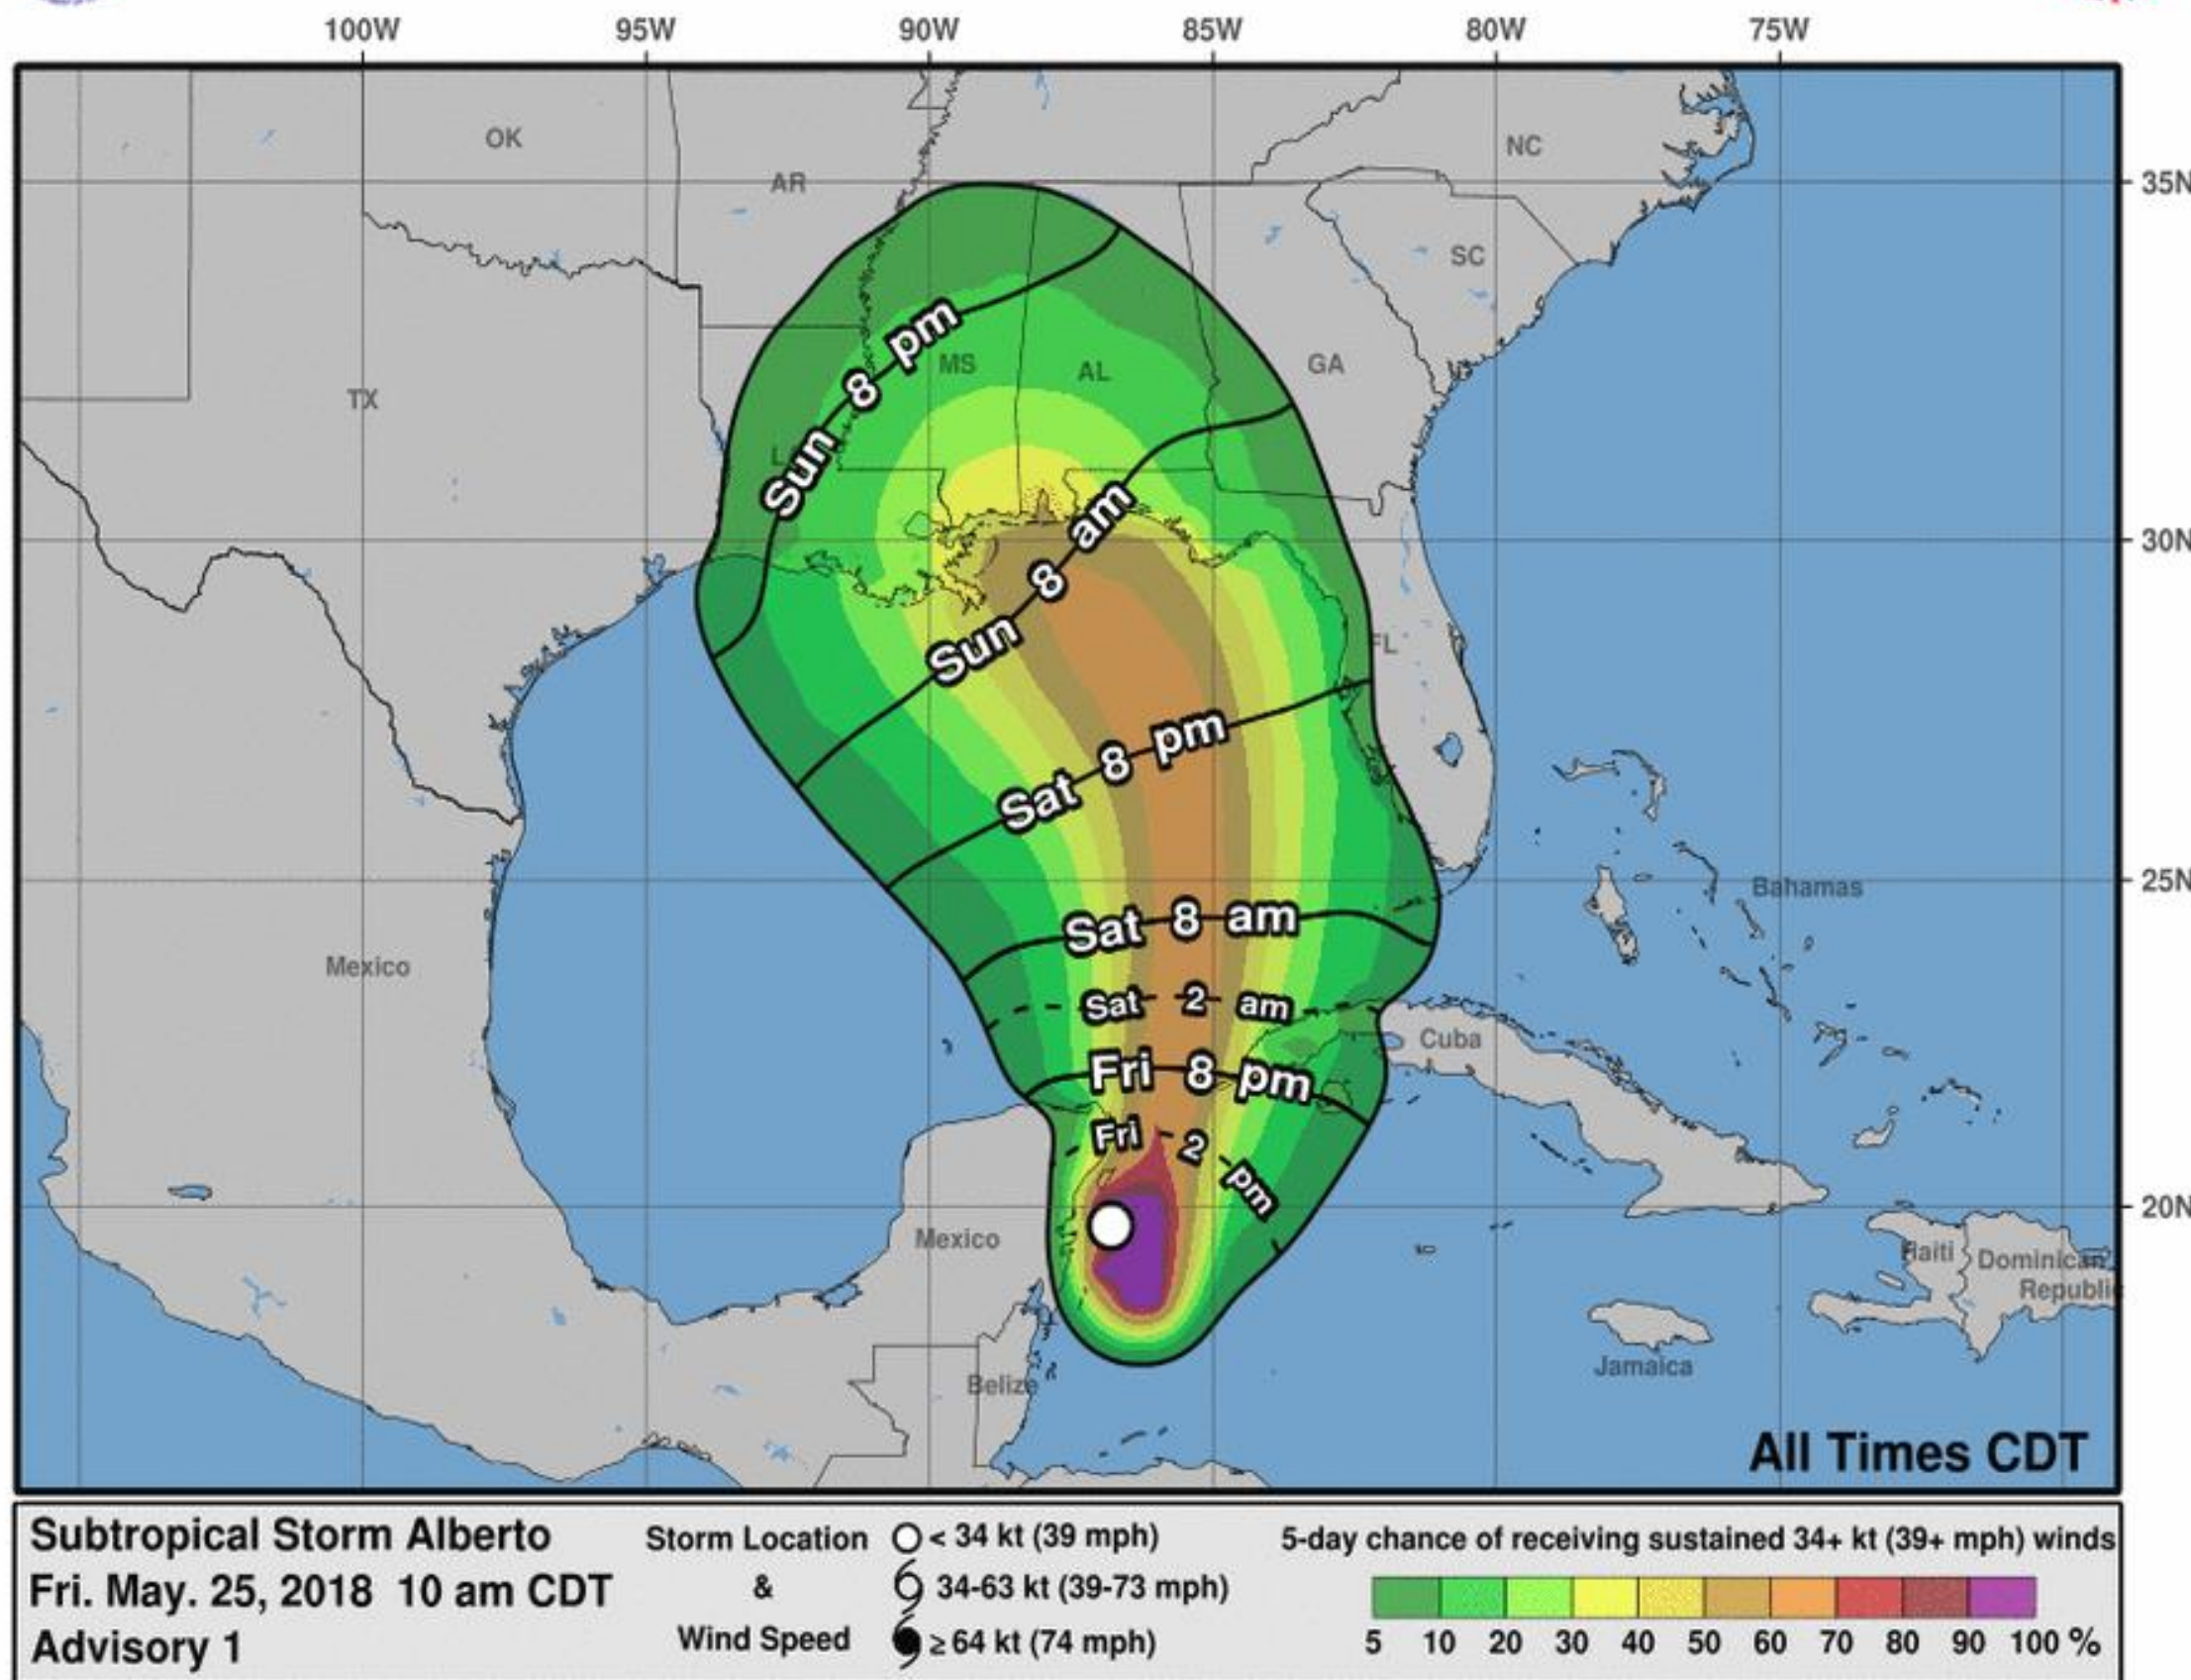 100W 95W 90W 85W 80W 75W
OK
AR
NC
35N
SC
TX
MS
AL
GA
Sun 8 pm
L
Sun 8 am
30N
FL
Sat 8 pm
25N
Bahamas
Sat 8 am
Mexico
Sat 2 am
Cuba
Fri 8 pm
Fri 2 pm
20N
Mexico
Haiti
Dominican
Republic
Jamaica
Belize
All Times CDT
Subtropical Storm Alberto
Fri. May. 25, 2018 10 am CDT
Advisory 1
Storm Location
&
Wind Speed
< 34 kt (39 mph)
34-63 kt (39-73 mph)
≥ 64 kt (74 mph)
5-day chance of receiving sustained 34+ kt (39+ mph) winds
5 10 20 30 40 50 60 70 80 90 100 %